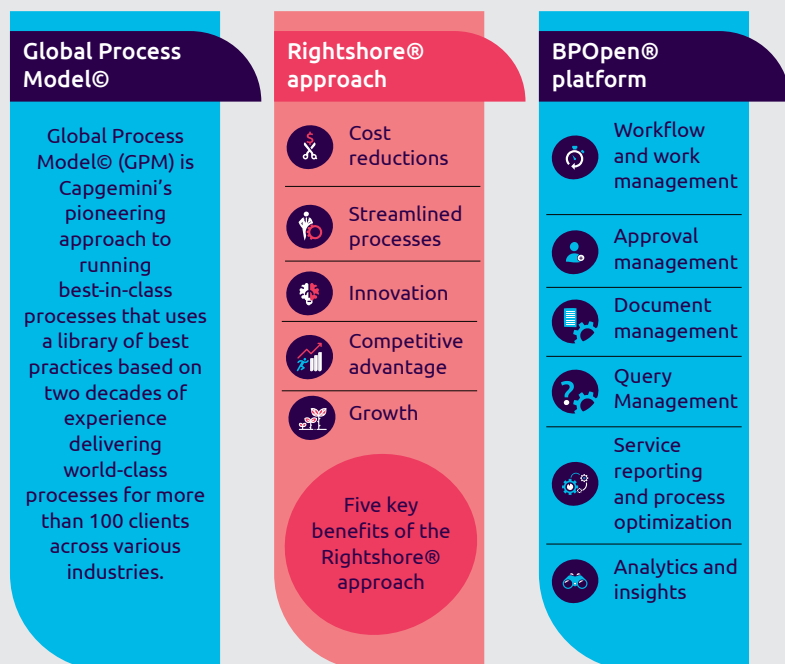 Global Process
Model©
Global Process
Model© (GPM) is
Capgemini's
pioneering
approach to
running
best-in-class
processes that uses
a library of best
practices based on
two decades of
experience
delivering
world-class
processes for more
than 100 clients
across various
industries.
Rightshore®
approach
Cost
reductions
Streamlined
processes
Innovation
Competitive
advantage
Growth
Five key
benefits of the
Rightshore®
approach
BPOpen®
platform
Workflow
and work
management
Approval
management
Document
management
Query
Management
Service
reporting
and process
optimization
Analytics and
insights